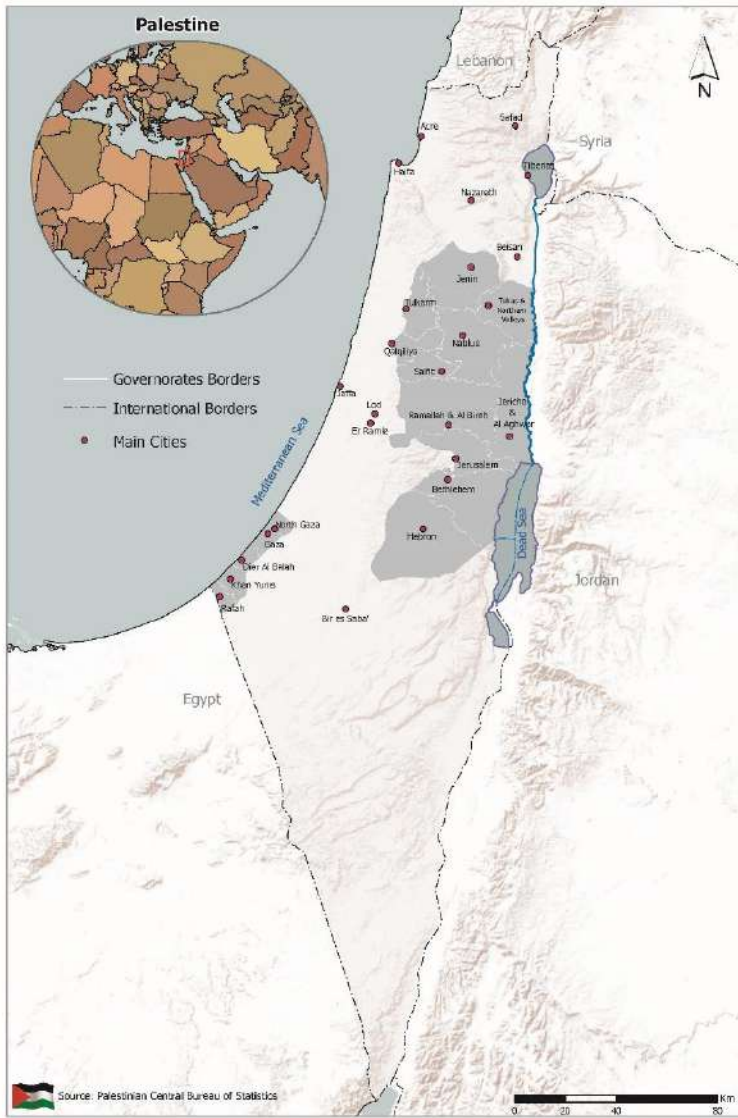 Palestine
Lebanon
N
Safad
Acre
Syria
Tiberias
Haifa
Nazareth
Beisan
Jenin
Tulkarm
Tubas &
Northern
Valleys
Nablus
Qalqiliya
Governorates Borders
International Borders
Main Cities
Salfit
Jaffa
Jericho
&
Al Aghwar
Lod
Ramallah & Al Bireh
Er Ramle
Mediterranean Sea
Jerusalem
Bethlehem
Dead Sea
Hebron
North Gaza
Gaza
Dier Al Balah
Khan Yunis
Jordan
Rafah
Bir es Saba'
Egypt
Source: Palestinian Central Bureau of Statistics
Km
0 20 40 80